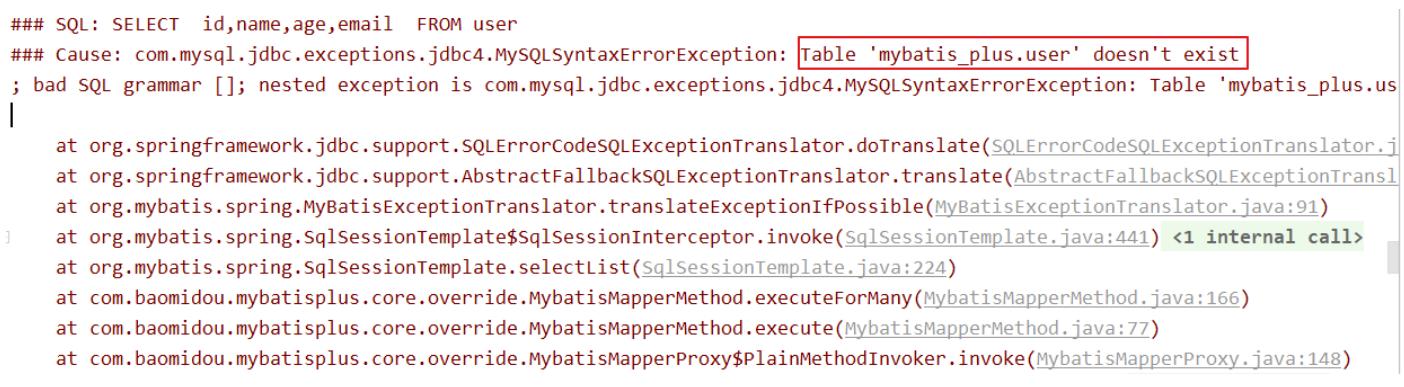 ### SQL: SELECT  id,name,age,email  FROM user
### Cause: com.mysql.jdbc.exceptions.jdbc4.MySQLSyntaxErrorException: Table 'mybatis_plus.user' doesn't exist
; bad SQL grammar []; nested exception is com.mysql.jdbc.exceptions.jdbc4.MySQLSyntaxErrorException: Table 'mybatis_plus.us
at org.springframework.jdbc.support.SQLErrorCodeSQLExceptionTranslator.doTranslate(SQLErrorCodeSQLExceptionTranslator.j
at org.springframework.jdbc.support.AbstractFallbackSQLExceptionTranslator.translate(AbstractFallbackSQLExceptionTransl
at org.mybatis.spring.MyBatisExceptionTranslator.translateExceptionIfPossible(MyBatisExceptionTranslator.java:91)
at org.mybatis.spring.SqlSessionTemplate$SqlSessionInterceptor.invoke(SqlSessionTemplate.java:441) <1 internal call>
at org.mybatis.spring.SqlSessionTemplate.selectList(SqlSessionTemplate.java:224)
at com.baomidou.mybatisplus.core.override.MybatisMapperMethod.executeForMany(MybatisMapperMethod.java:166)
at com.baomidou.mybatisplus.core.override.MybatisMapperMethod.execute(MybatisMapperMethod.java:77)
at com.baomidou.mybatisplus.core.override.MybatisMapperProxy$PlainMethodInvoker.invoke(MybatisMapperProxy.java:148)